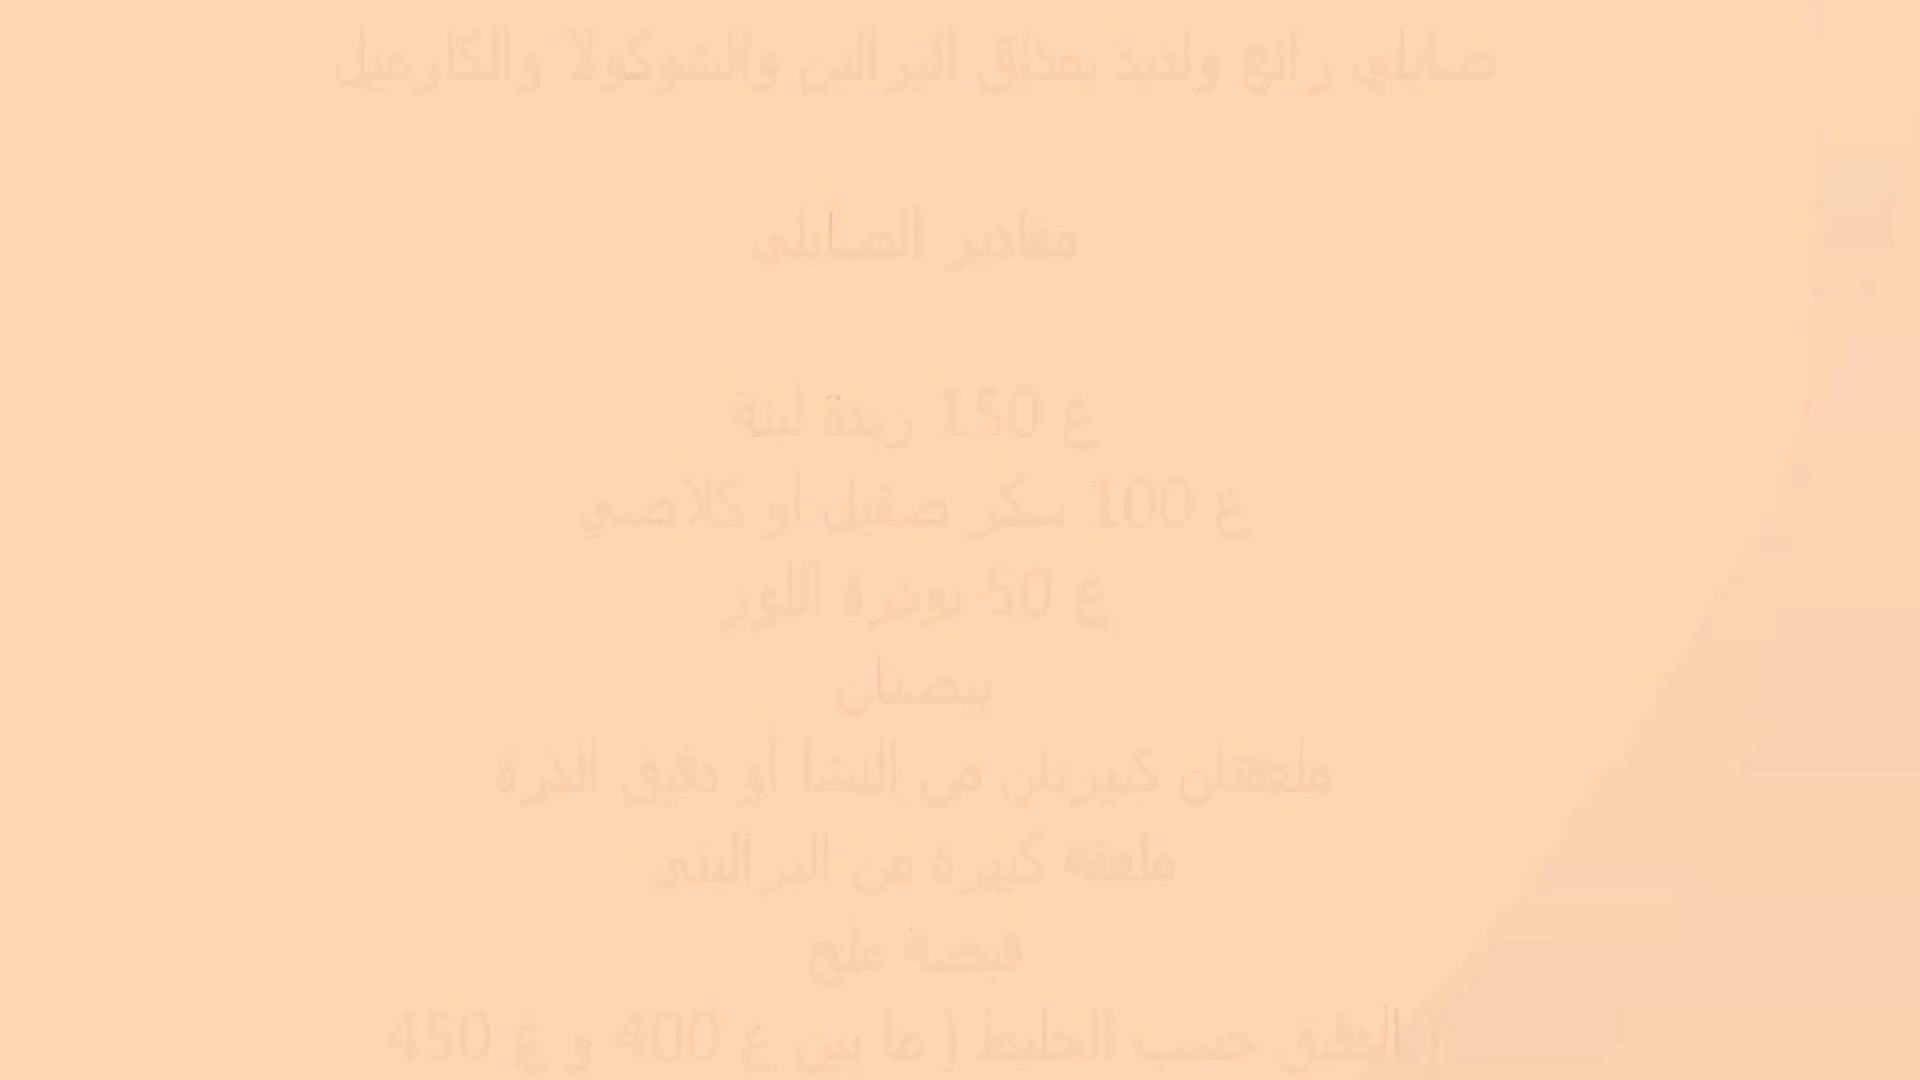 صابلي رائع ولذيذ بمذاق البرالين والشوكولا والكارميل
مقادير الصابلي
غ 150 زبدة لينة
غ 100 سكر صقيل أو كلاصي
غ 50 بودرة اللوز
بيضتان
ملعقتان كبيرتان من النشا أو دقيق الذرة
ملعقة كبيرة من البراليني
قبصة ملح
( الدقيق حسب الخليط ( ما بين غ 400 و غ 450